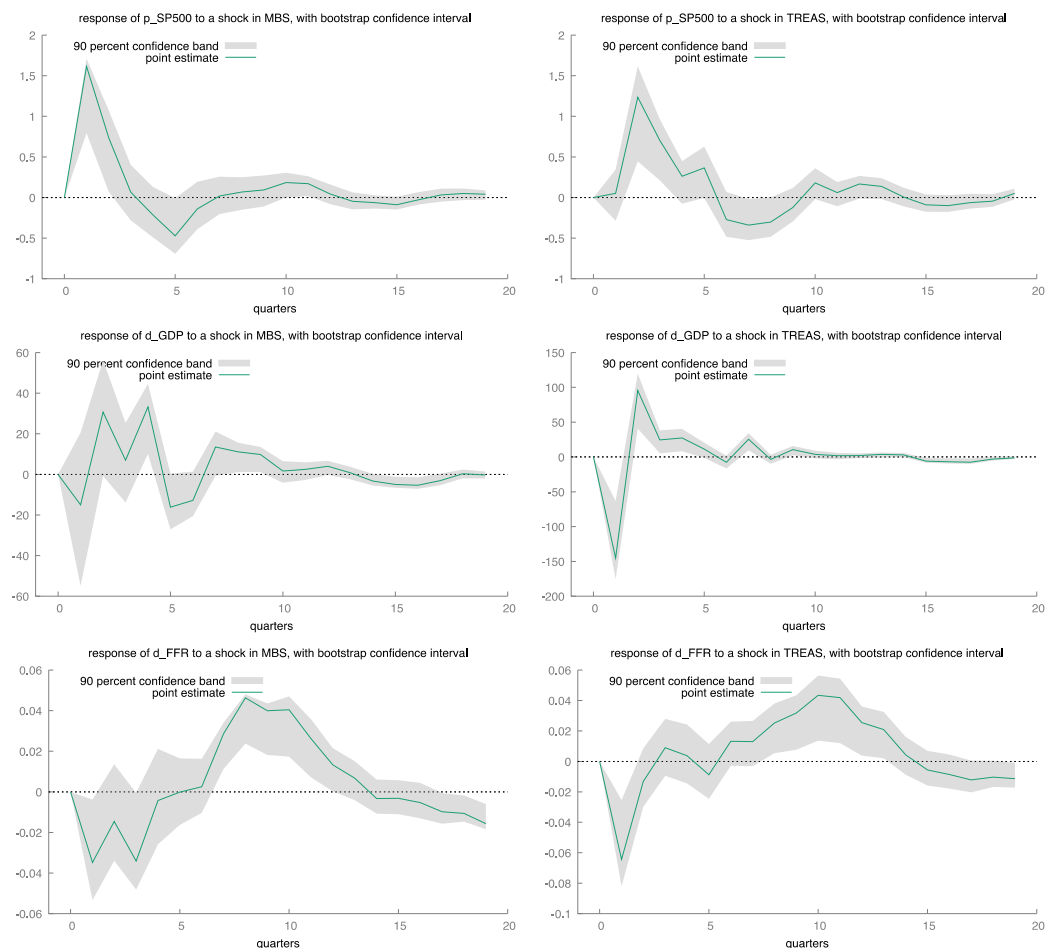 response of p_SP500 to a shock in MBS, with bootstrap confidence interval
2
90 percent confidence band
point estimate
1.5
1
0.5
0
-0.5
-1
0 5 10 15 20
quarters
response of p_SP500 to a shock in TREAS, with bootstrap confidence interval
2
90 percent confidence band
point estimate
1.5
1
0.5
0
-0.5
-1
0 5 10 15 20
quarters
response of d_GDP to a shock in MBS, with bootstrap confidence interval
60
90 percent confidence band
point estimate
40
20
0
-20
-40
-60
0 5 10 15 20
quarters
response of d_GDP to a shock in TREAS, with bootstrap confidence interval
150
90 percent confidence band
point estimate
100
50
0
-50
-100
-150
-200
0 5 10 15 20
quarters
response of d_FFR to a shock in MBS, with bootstrap confidence interval
0.06
90 percent confidence band
point estimate
0.04
0.02
0
-0.02
-0.04
-0.06
0 5 10 15 20
quarters
response of d_FFR to a shock in TREAS, with bootstrap confidence interval
0.06
90 percent confidence band
point estimate
0.04
0.02
0
-0.02
-0.04
-0.06
-0.08
-0.1
0 5 10 15 20
quarters